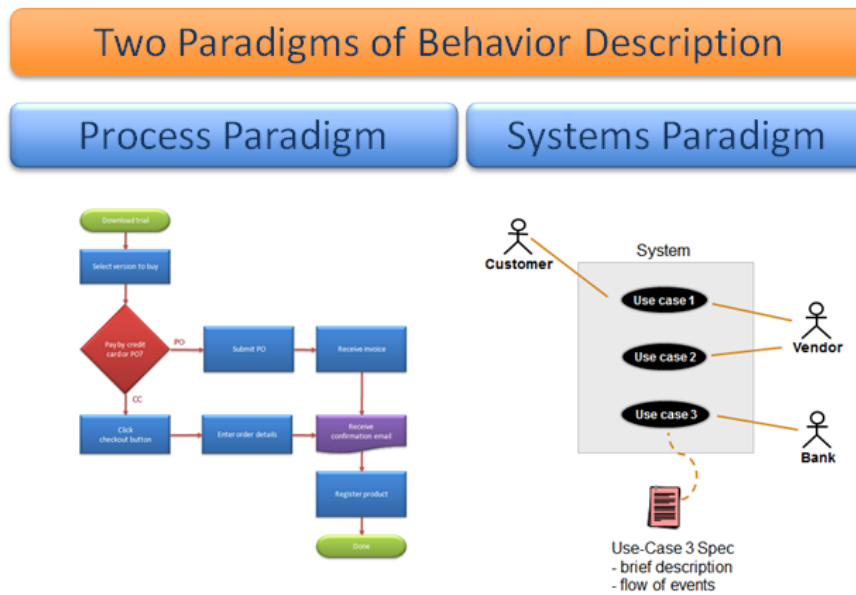 Two Paradigms of Behavior Description
Process Paradigm
Systems Paradigm
Download trial
Select version to buy
Pay by credit
card or PO?
PO
Submit PO
Receive invoice
CC
Click
checkout button
Enter order details
Receive
confirmation email
Register product
Done
Customer
System
Use case 1
Use case 2
Use case 3
Vendor
Bank
Use-Case 3 Spec
- brief description
- flow of events